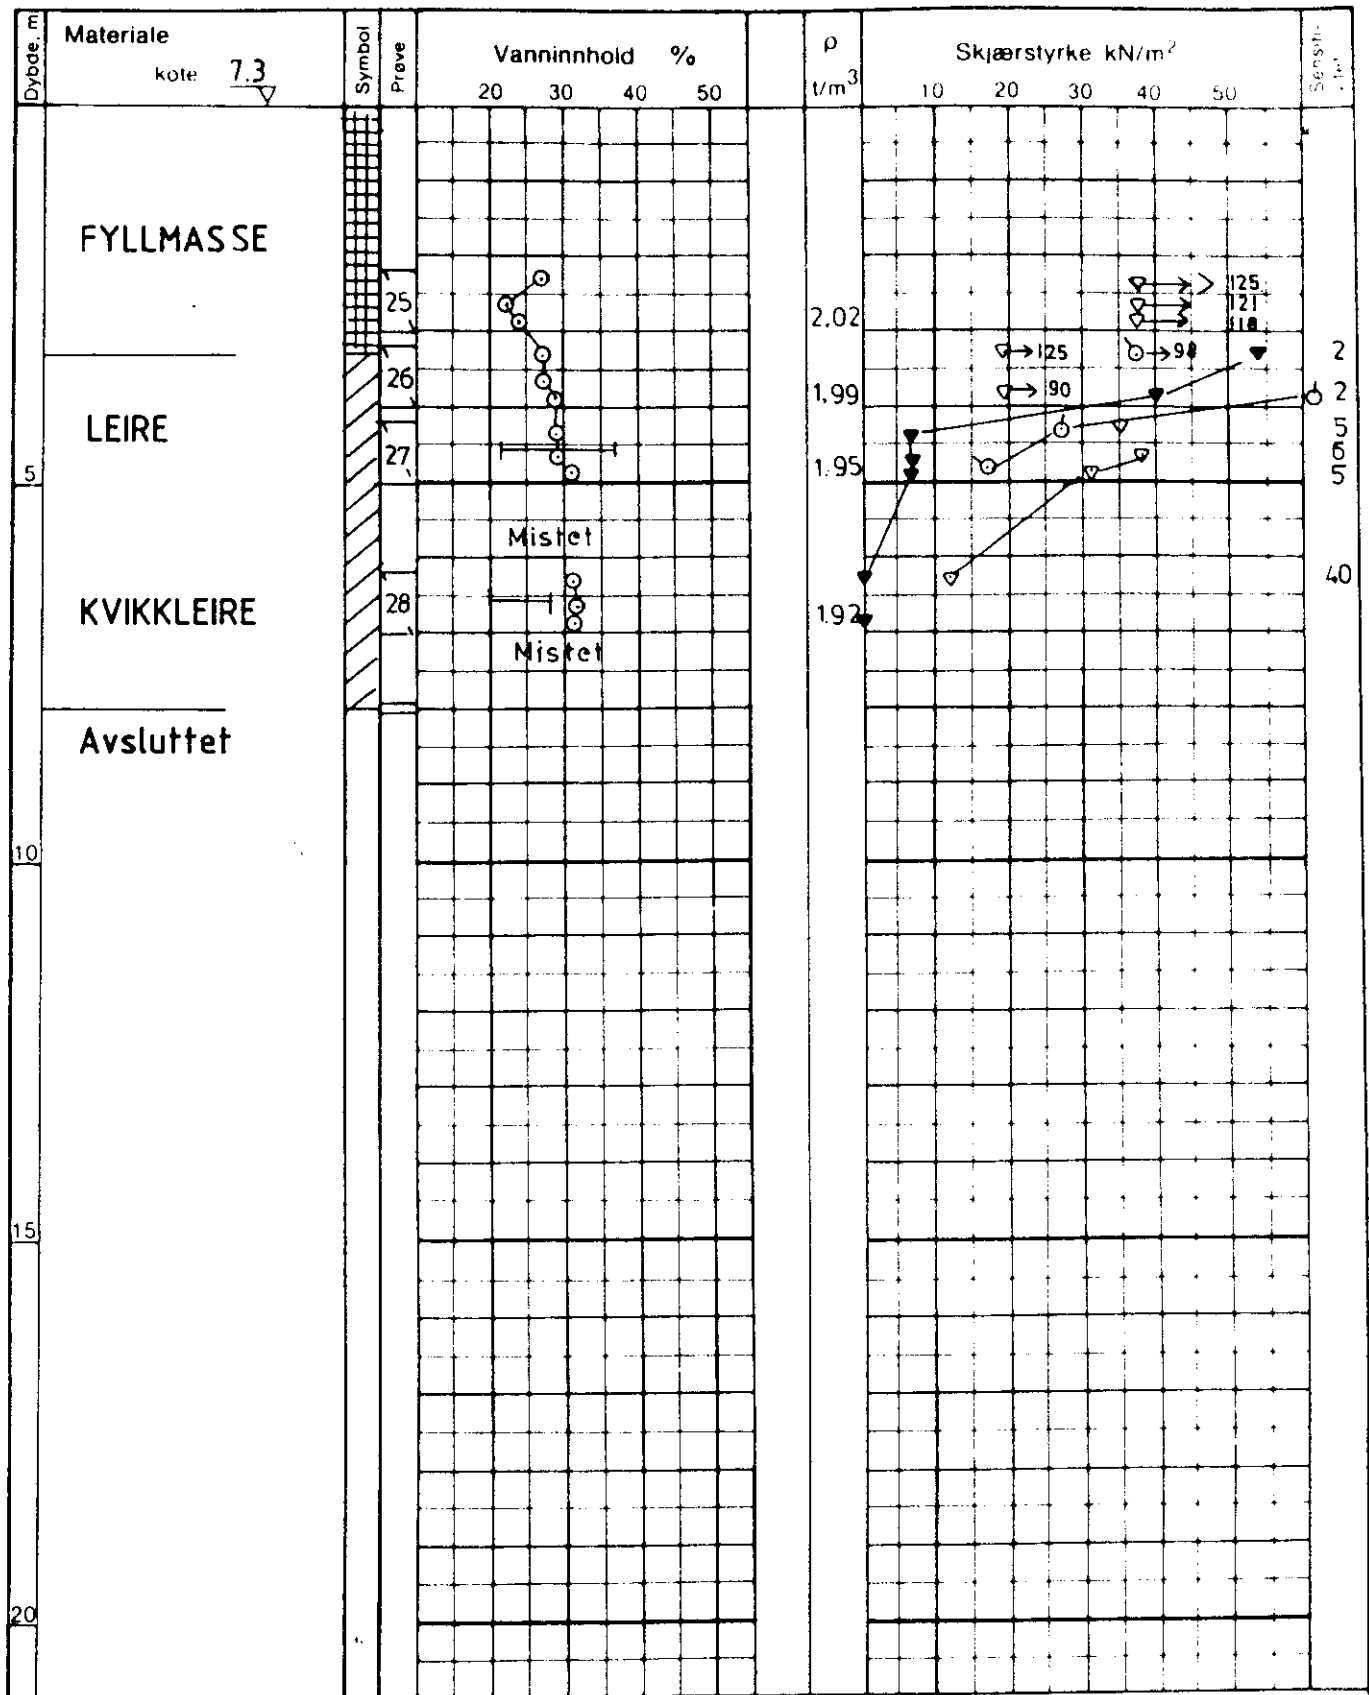 Dybde, m
Materiale
kote 7.3
Symbol
Prøve
Vanninnhold %
20 30 40 50
ρ
t/m³
Skjærstyrke kN/m²
10 20 30 40 50
FYLLMASSE
25
2.02
> 125
121
118
26
125
98
2
1.99
90
2
LEIRE
27
5
6
5
1.95
5
Mistet
KVIKKLEIRE
28
40
1.92
Mistet
Avsluttet
10
15
20